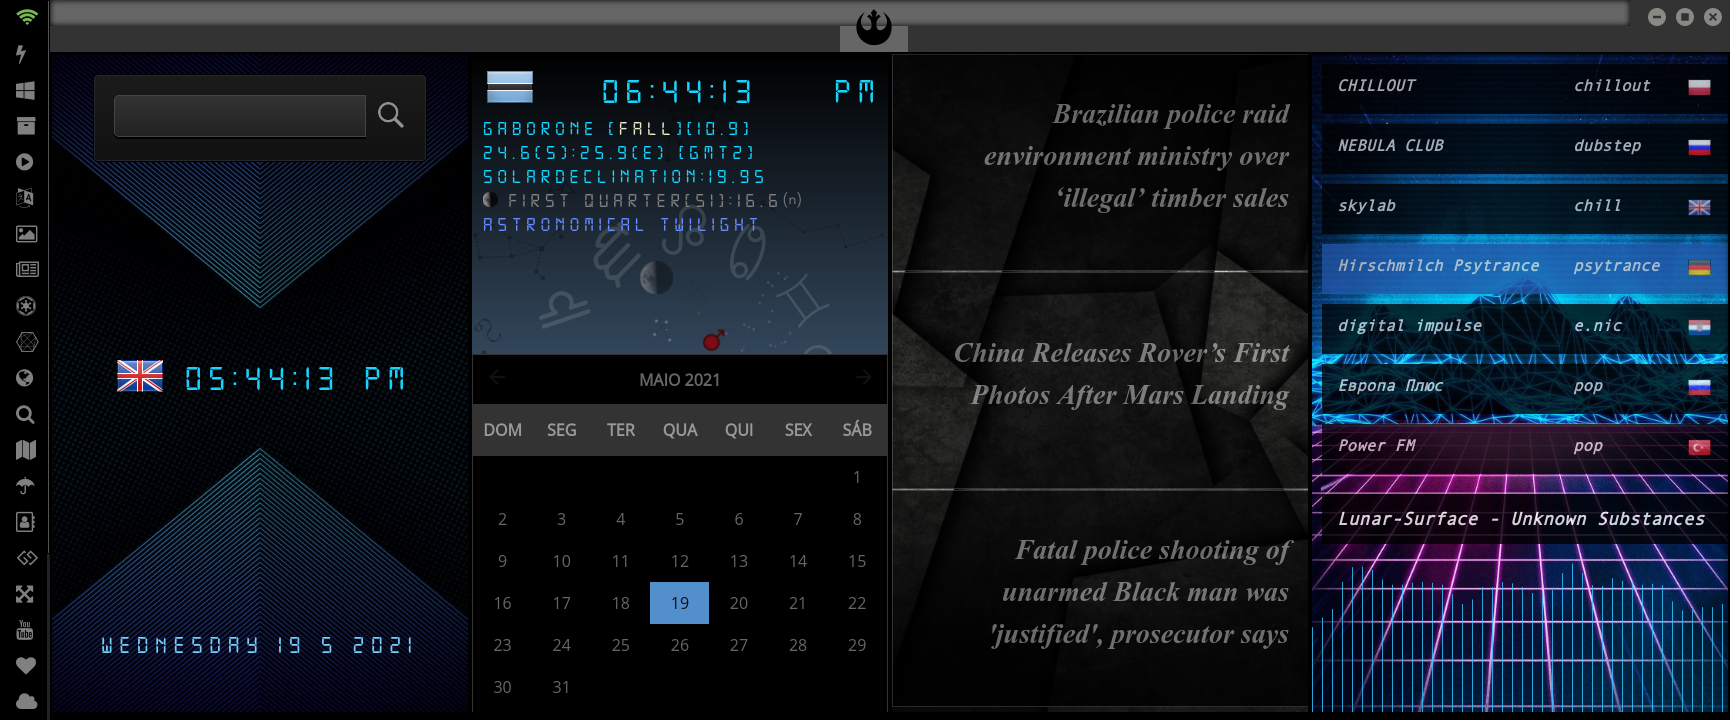 05:44:13 PM
WEDNESDAY 19 5 2021
06:44:13 PM
GABORONE [FALL][10.9]
24.6(S):25.9(E) [GMT2]
SOLARDECLINATION:19.95
FIRST QUARTER[51]:16.6(n)
ASTRONOMICAL TWILIGHT
MAIO 2021
DOM SEG TER QUA QUI SEX SÁB
1
2 3 4 5 6 7 8
9 10 11 12 13 14 15
16 17 18 19 20 21 22
23 24 25 26 27 28 29
30 31
Brazilian police raid
environment ministry over
‘illegal’ timber sales
China Releases Rover’s First
Photos After Mars Landing
Fatal police shooting of
unarmed Black man was
'justified', prosecutor says
CHILLOUT chillout
NEBULA CLUB dubstep
skylab chill
Hirschmilch Psytrance psytrance
digital impulse e.nic
Европа Плюс pop
Power FM pop
Lunar-Surface - Unknown Substances
You
Tube